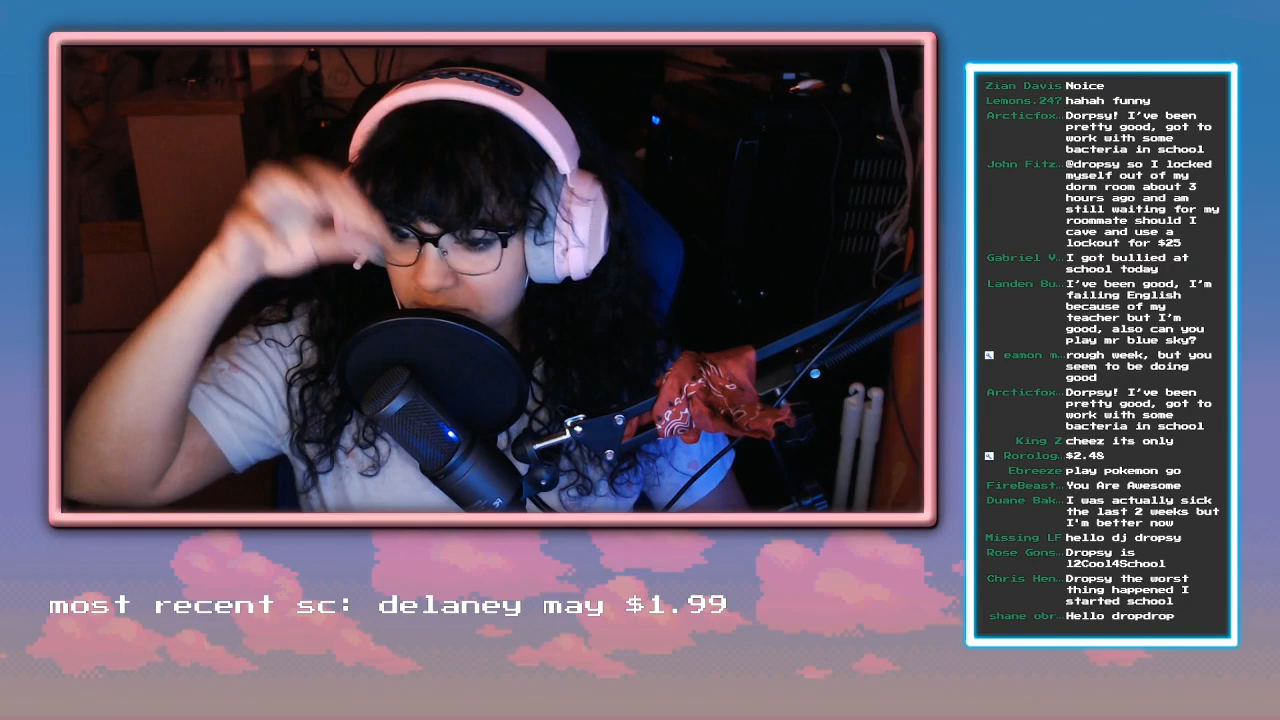 Zian Davis Noice
Lemons.247 hahah funny
Arcticfox… Dorpsy! I've been
pretty good, got to
work with some
bacteria in school
John Fitz… @dropsy so I locked
myself out of my
dorm room about 3
hours ago and am
still waiting for my
roommate should I
cave and use a
lockout for $25
Gabriel V… I got bullied at
school today
Landen Bu… I've been good, I'm
failing English
because of my
teacher but I'm
good, also can you
play mr blue sky?
eamon m… rough week, but you
seem to be doing
good
Arcticfox… Dorpsy! I've been
pretty good, got to
work with some
bacteria in school
King Z cheez its only
Rorolog… $2.48
Ebreeze play pokemon go
FireBeast… You Are Awesome
Duane Bak… I was actually sick
the last 2 weeks but
I'm better now
Missing LF hello dj dropsy
Rose Gons… Dropsy is
12Cool4School
Chris Hen… Dropsy the worst
thing happened I
started school
shane obr… Hello dropdrop
most recent sc: delaney may $1.99